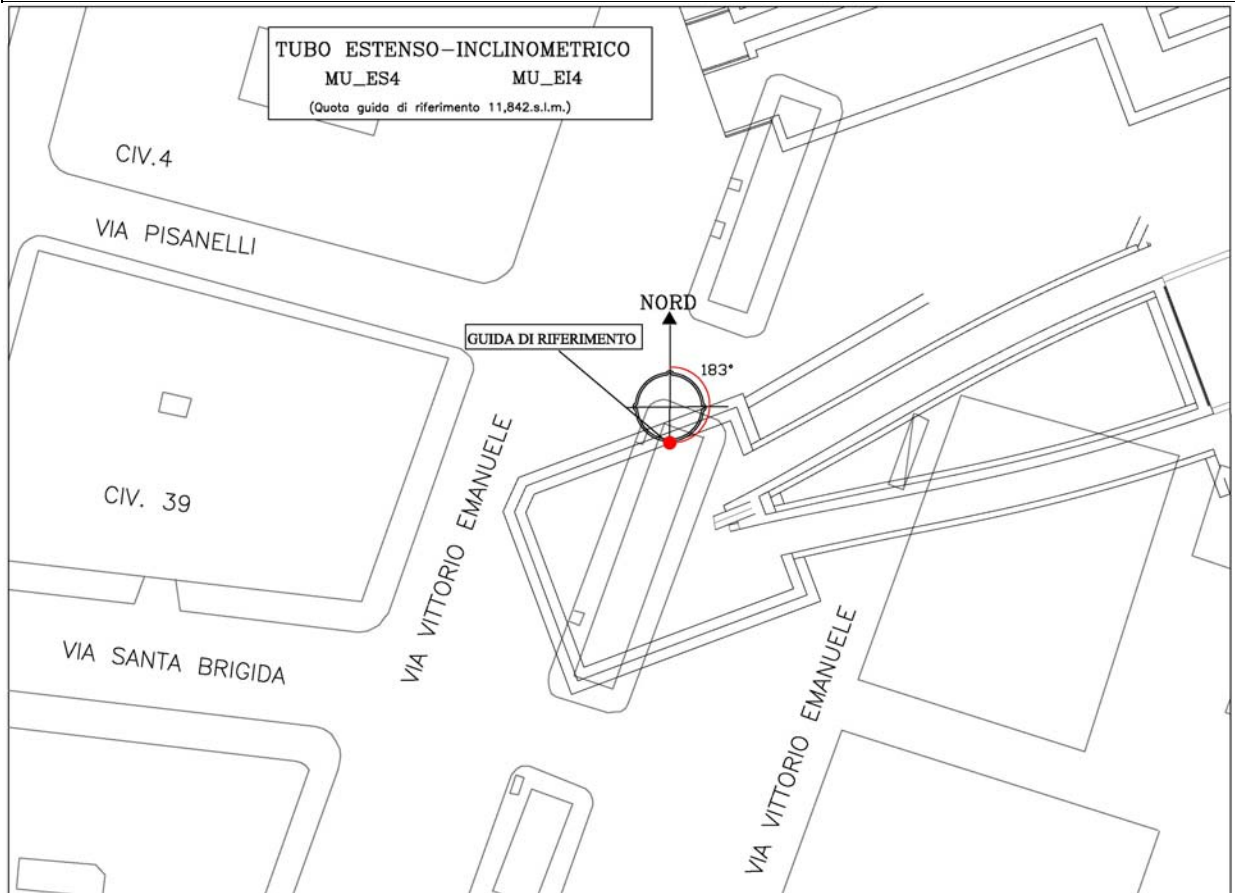 TUBO ESTENSO-INCLINOMETRICO
MU_ES4 MU_EI4
(Quota guida di riferimento 11,842.s.l.m.)
CIV.4
VIA PISANELLI
NORD
GUIDA DI RIFERIMENTO
183°
CIV. 39
VIA VITTORIO EMANUELE
VIA SANTA BRIGIDA
VIA VITTORIO EMANUELE